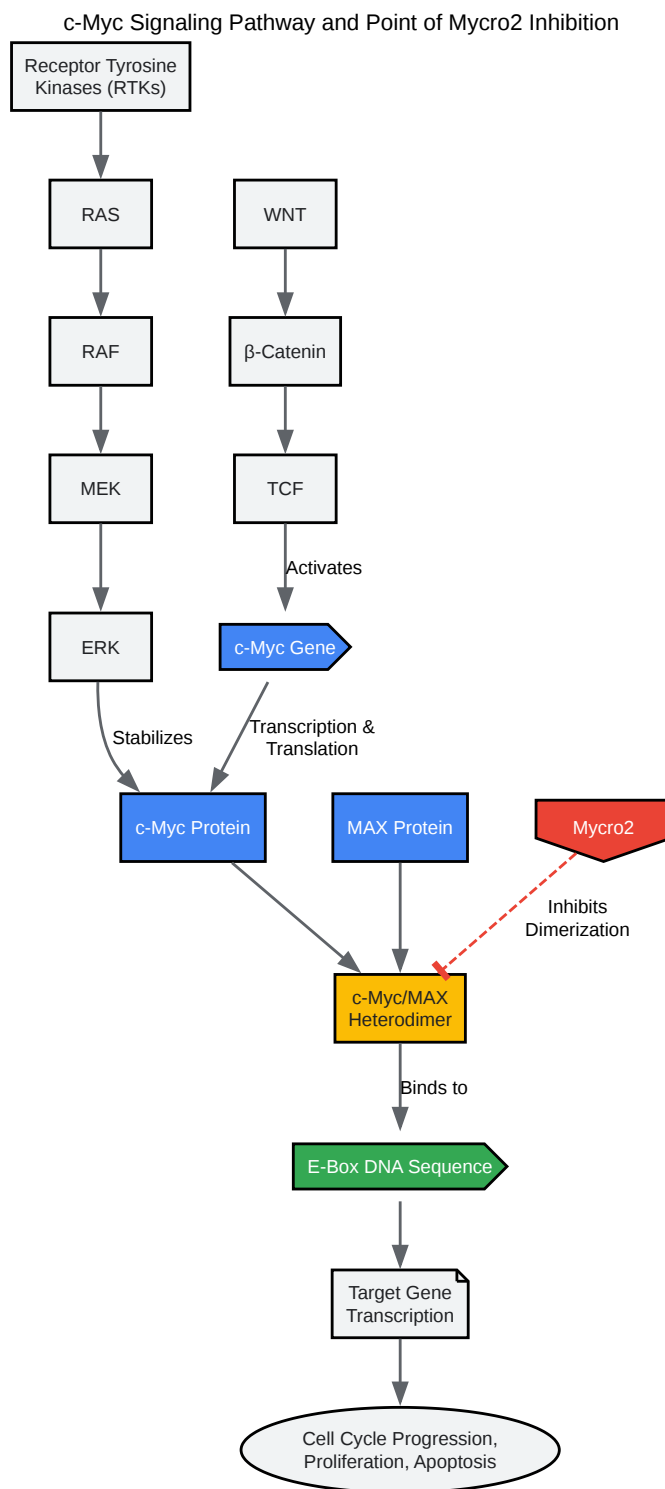 c-Myc Signaling Pathway and Point of Mycro2 Inhibition
Receptor Tyrosine
Kinases (RTKs)
RAS
WNT
RAF
β-Catenin
MEK
TCF
Activates
ERK
c-Myc Gene
Stabilizes
Transcription &
Translation
c-Myc Protein
MAX Protein
Mycro2
Inhibits
Dimerization
c-Myc/MAX
Heterodimer
Binds to
E-Box DNA Sequence
Target Gene
Transcription
Cell Cycle Progression,
Proliferation, Apoptosis